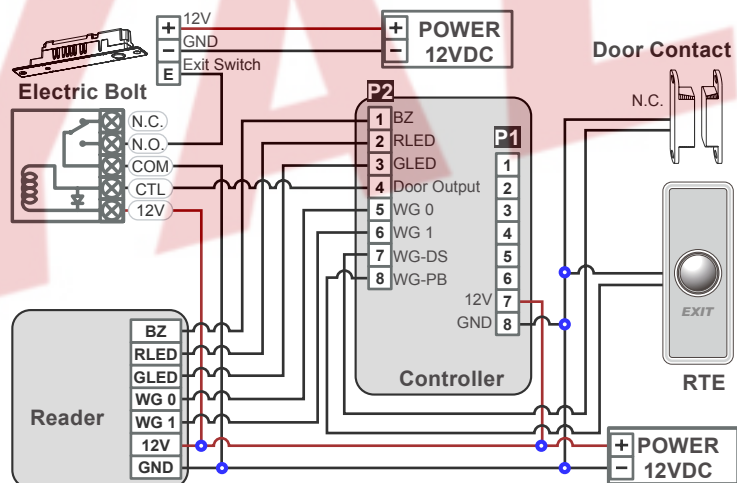 + 12V
- GND
E Exit Switch
+ POWER
- 12VDC
Electric Bolt
N.C.
N.O.
COM
CTL
12V
Door Contact
N.C.
P2
1 BZ
2 RLED
3 GLED
4 Door Output
5 WG 0
6 WG 1
7 WG-DS
8 WG-PB
P1
1
2
3
4
5
6
12V 7
GND 8
Controller
EXIT
RTE
Reader
BZ
RLED
GLED
WG 0
WG 1
12V
GND
+ POWER
- 12VDC